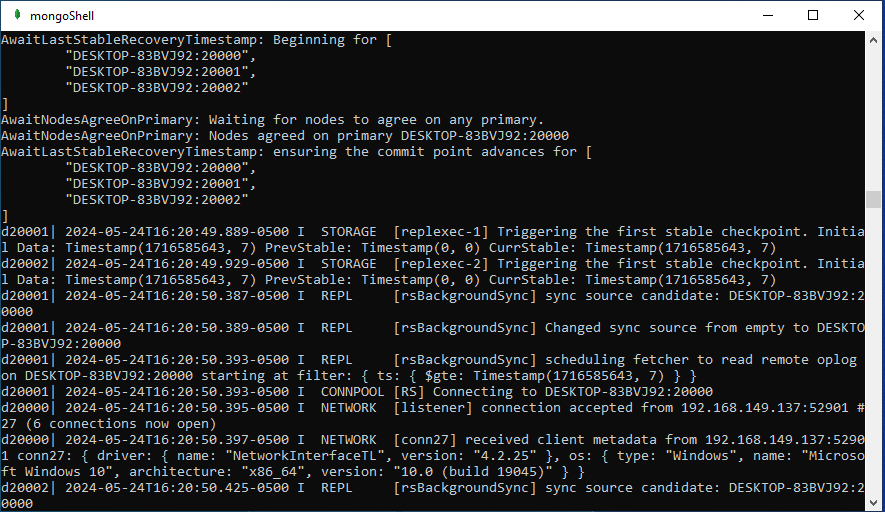 mongoShell
AwaitLastStableRecoveryTimestamp: Beginning for [
"DESKTOP-83BVJ92:20000",
"DESKTOP-83BVJ92:20001",
"DESKTOP-83BVJ92:20002"
]
AwaitNodesAgreeOnPrimary: Waiting for nodes to agree on any primary.
AwaitNodesAgreeOnPrimary: Nodes agreed on primary DESKTOP-83BVJ92:20000
AwaitLastStableRecoveryTimestamp: ensuring the commit point advances for [
"DESKTOP-83BVJ92:20000",
"DESKTOP-83BVJ92:20001",
"DESKTOP-83BVJ92:20002"
]
d20001| 2024-05-24T16:20:49.889-0500 I  STORAGE  [replexec-1] Triggering the first stable checkpoint. Initia
l Data: Timestamp(1716585643, 7) PrevStable: Timestamp(0, 0) CurrStable: Timestamp(1716585643, 7)
d20002| 2024-05-24T16:20:49.929-0500 I  STORAGE  [replexec-2] Triggering the first stable checkpoint. Initia
l Data: Timestamp(1716585643, 7) PrevStable: Timestamp(0, 0) CurrStable: Timestamp(1716585643, 7)
d20001| 2024-05-24T16:20:50.387-0500 I  REPL     [rsBackgroundSync] sync source candidate: DESKTOP-83BVJ92:2
0000
d20001| 2024-05-24T16:20:50.389-0500 I  REPL     [rsBackgroundSync] Changed sync source from empty to DESKTO
P-83BVJ92:20000
d20001| 2024-05-24T16:20:50.393-0500 I  REPL     [rsBackgroundSync] scheduling fetcher to read remote oplog
on DESKTOP-83BVJ92:20000 starting at filter: { ts: { $gte: Timestamp(1716585643, 7) } }
d20001| 2024-05-24T16:20:50.393-0500 I  CONNPOOL [RS] Connecting to DESKTOP-83BVJ92:20000
d20000| 2024-05-24T16:20:50.395-0500 I  NETWORK  [listener] connection accepted from 192.168.149.137:52901 #
27 (6 connections now open)
d20000| 2024-05-24T16:20:50.397-0500 I  NETWORK  [conn27] received client metadata from 192.168.149.137:5290
1 conn27: { driver: { name: "NetworkInterfaceTL", version: "4.2.25" }, os: { type: "Windows", name: "Microso
ft Windows 10", architecture: "x86_64", version: "10.0 (build 19045)" } }
d20002| 2024-05-24T16:20:50.425-0500 I  REPL     [rsBackgroundSync] sync source candidate: DESKTOP-83BVJ92:2
0000